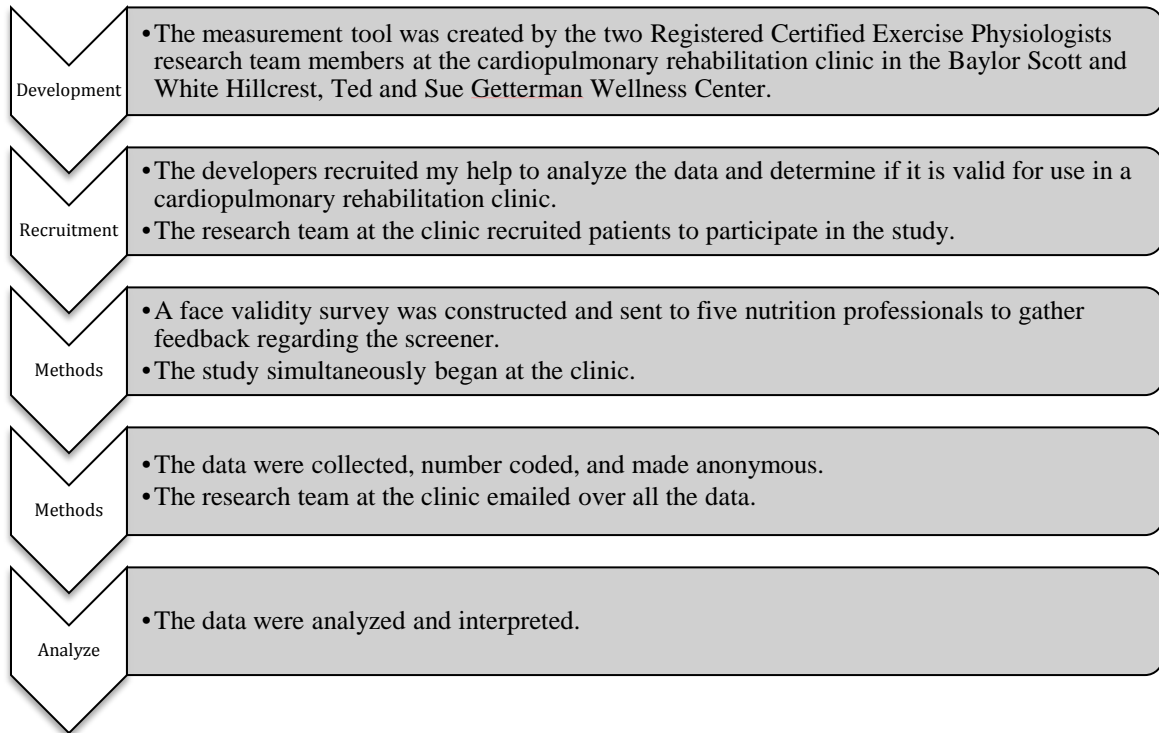 Development
•The measurement tool was created by the two Registered Certified Exercise Physiologists
research team members at the cardiopulmonary rehabilitation clinic in the Baylor Scott and
White Hillcrest, Ted and Sue Getterman Wellness Center.
Recruitment
•The developers recruited my help to analyze the data and determine if it is valid for use in a
cardiopulmonary rehabilitation clinic.
•The research team at the clinic recruited patients to participate in the study.
Methods
•A face validity survey was constructed and sent to five nutrition professionals to gather
feedback regarding the screener.
•The study simultaneously began at the clinic.
Methods
•The data were collected, number coded, and made anonymous.
•The research team at the clinic emailed over all the data.
Analyze
•The data were analyzed and interpreted.